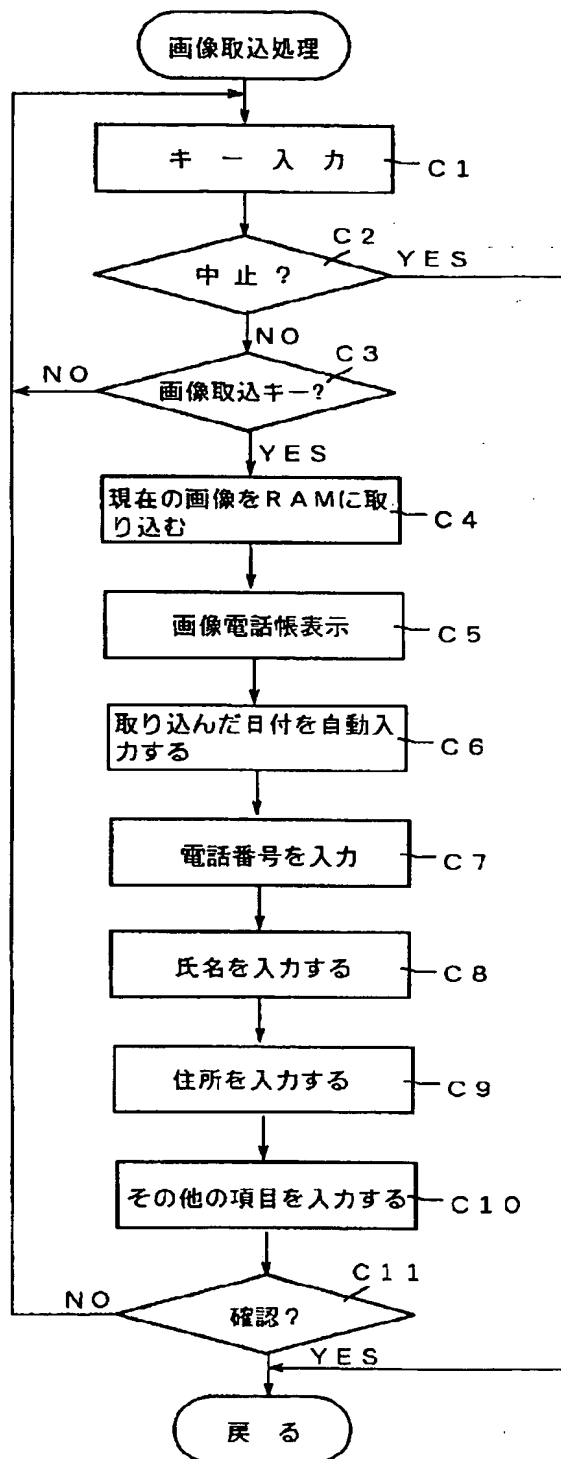 画像取込処理
キー入力
C1
C2
中止?
YES
NO
C3
NO
画像取込キー?
YES
現在の画像をRAMに取
り込む
C4
画像電話帳表示
C5
取り込んだ日付を自動入
力する
C6
電話番号を入力
C7
氏名を入力する
C8
住所を入力する
C9
その他の項目を入力する
C10
C11
NO
確認?
YES
戻る